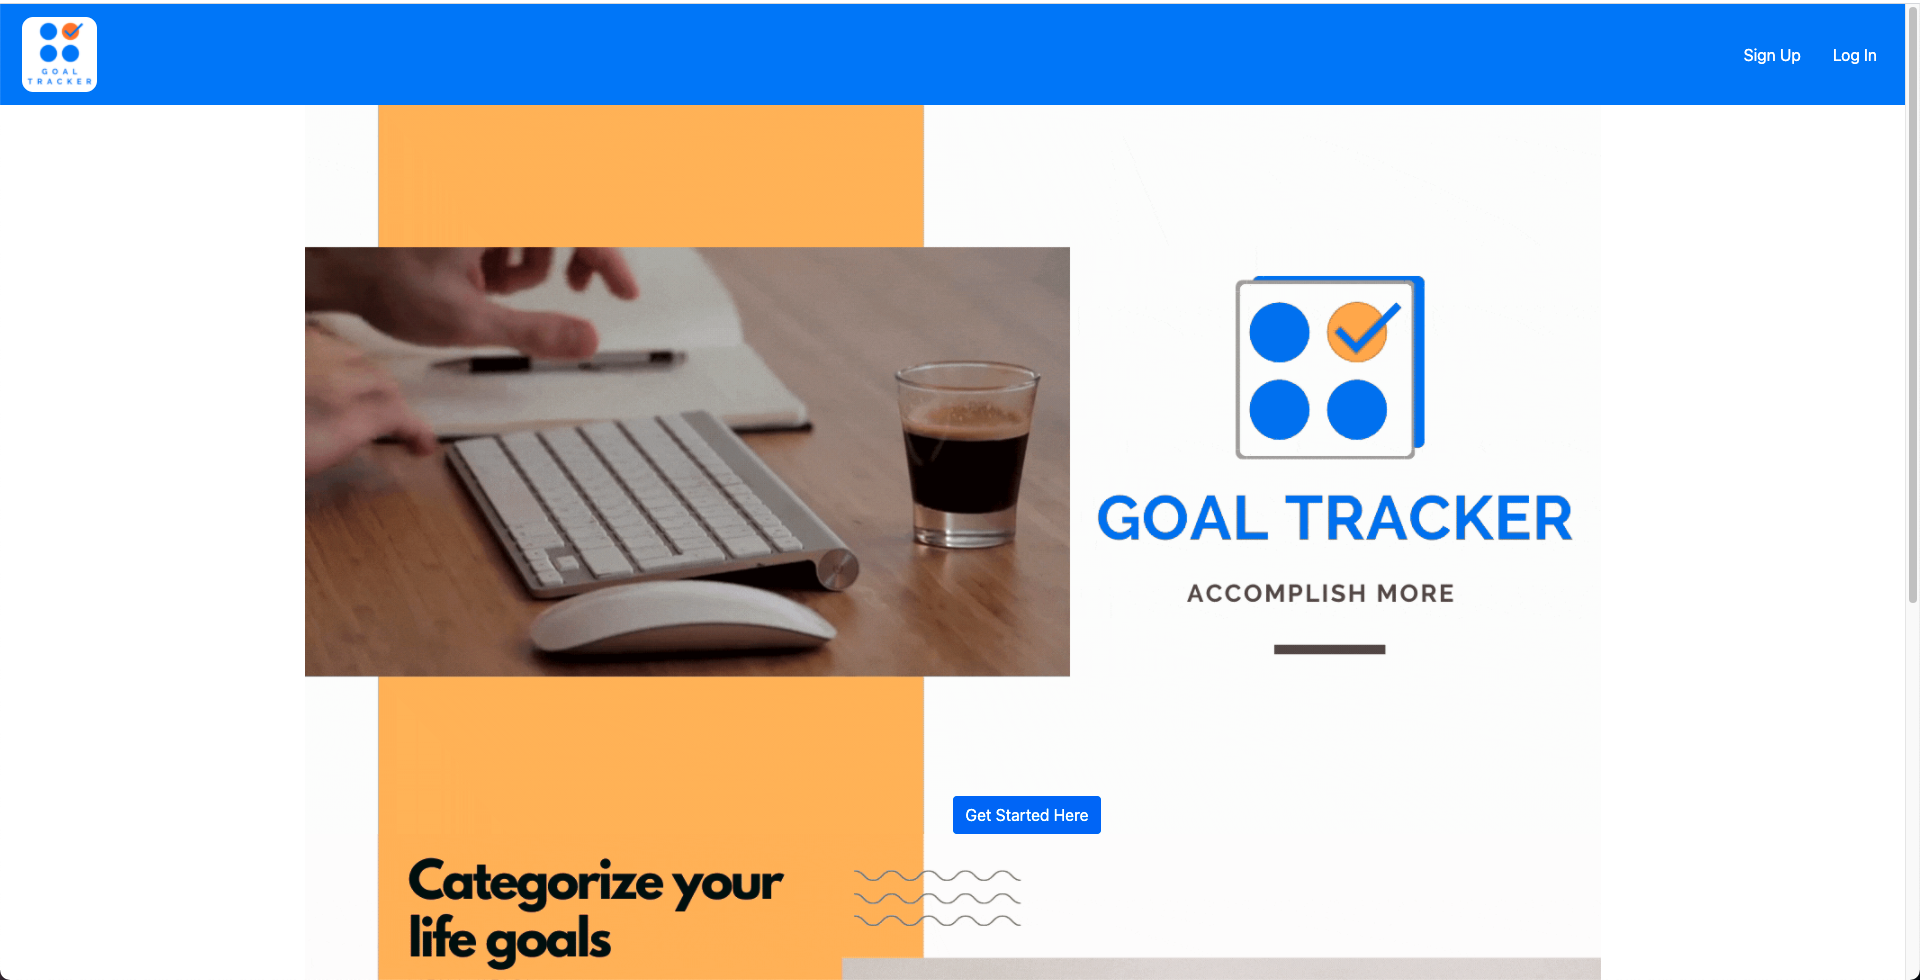 GOAL
TRACKER
Sign Up
Log In
GOAL TRACKER
ACCOMPLISH MORE
Get Started Here
Categorize your
life goals